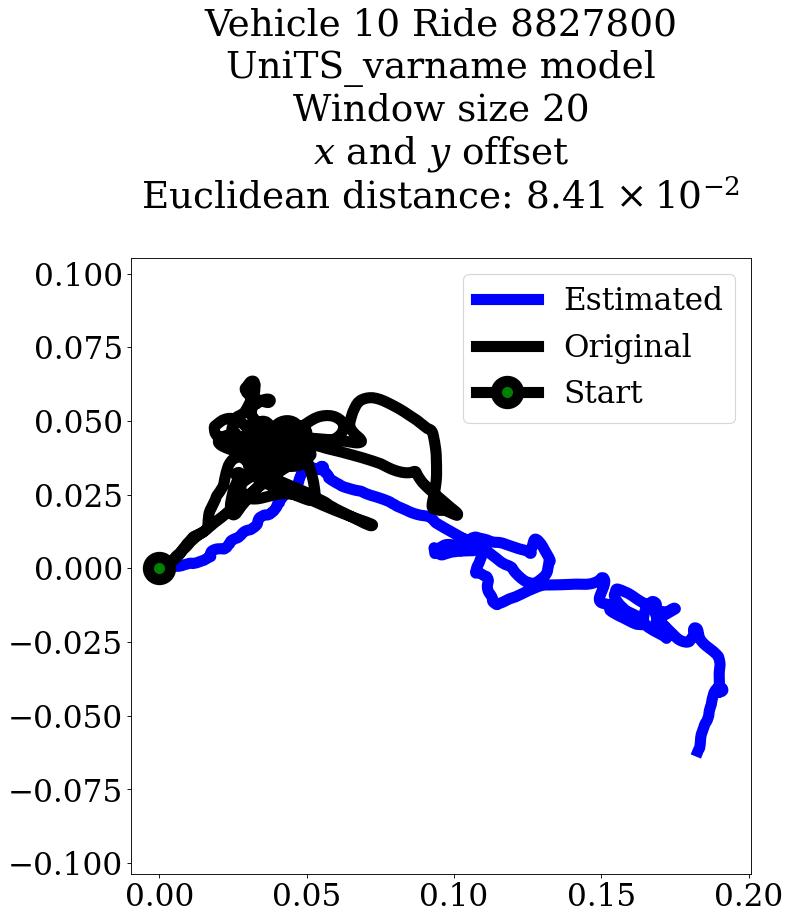 Vehicle 10 Ride 8827800
UniTS_varname model
Window size 20
x and y offset
Euclidean distance: 8.41 × 10⁻²
Estimated
Original
Start
0.100
0.075
0.050
0.025
0.000
−0.025
−0.050
−0.075
−0.100
0.00 0.05 0.10 0.15 0.20